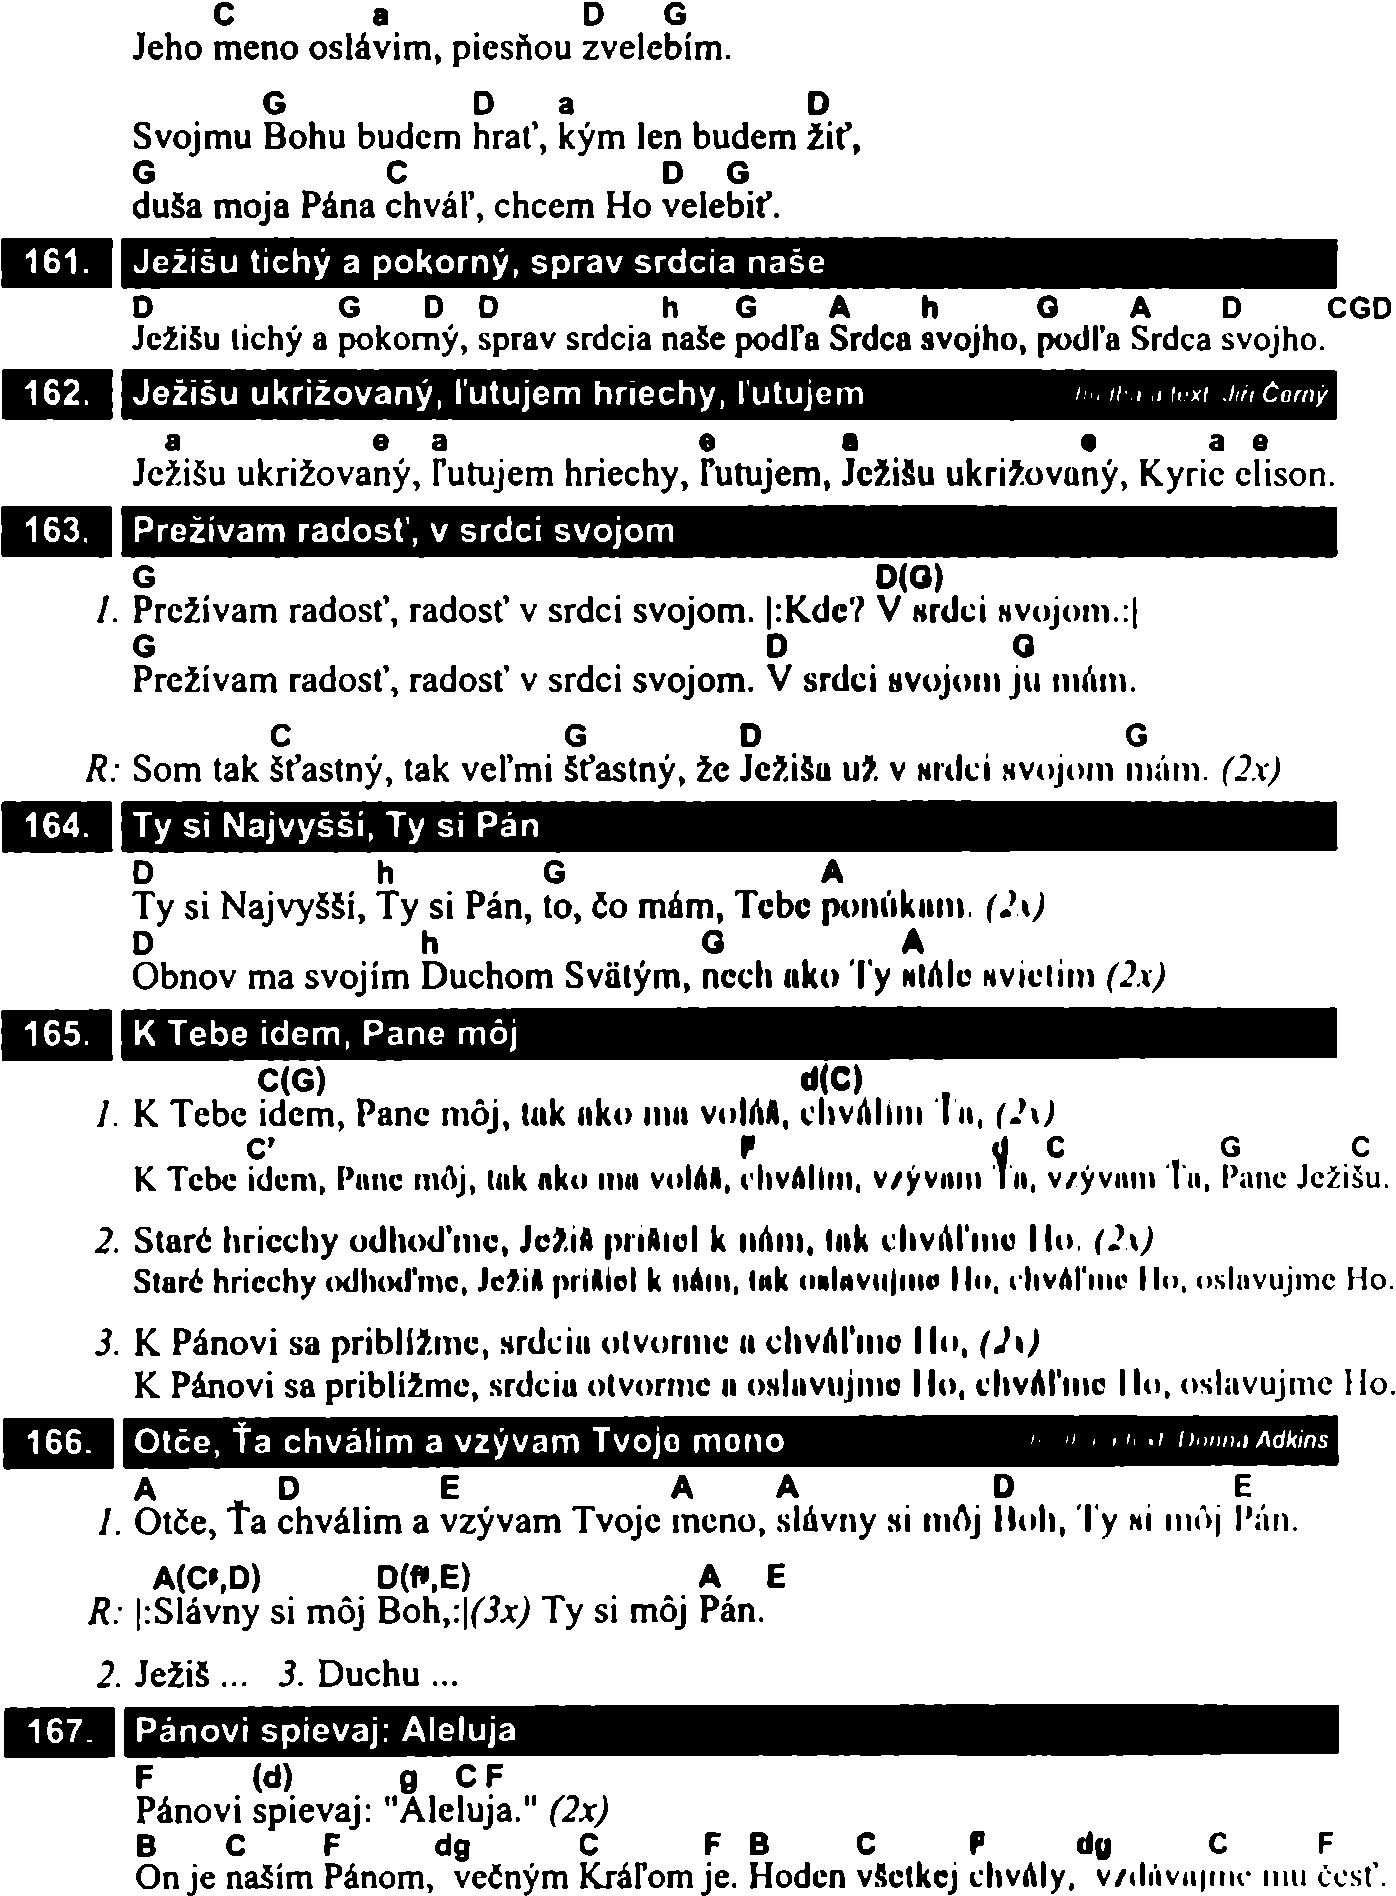 C a D G
Jeho meno oslávim, piesňou zvelebím.
G D a D
Svojmu Bohu budem hrať, kým len budem žiť,
G C D G
duša moja Pána chváľ, chcem Ho velebiť.
161. Ježišu tichý a pokorný, sprav srdcia naše
D G D D h G A h G A D CGD
Ježišu tichý a pokorný, sprav srdcia naše podľa Srdca svojho, podľa Srdca svojho.
162. Ježišu ukrižovaný, ľutujem hriechy, ľutujem text Jiří Černý
a e a e a e a e
Ježišu ukrižovaný, ľutujem hriechy, ľutujem, Ježišu ukrižovaný, Kyrie elison.
163. Prežívam radosť, v srdci svojom
G D(G)
1. Prežívam radosť, radosť v srdci svojom. |:Kde? V srdci svojom.:|
G D G
Prežívam radosť, radosť v srdci svojom. V srdci svojom ju mám.
C G D G
R: Som tak šťastný, tak veľmi šťastný, že Ježišu už v srdci svojom mám. (2x)
164. Ty si Najvyšší, Ty si Pán
D h G A
Ty si Najvyšší, Ty si Pán, to, čo mám, Tebe ponúkam. (2x)
D h G A
Obnov ma svojím Duchom Svätým, nech ako Ty stále svietim (2x)
165. K Tebe idem, Pane môj
C(G) d(C)
1. K Tebe idem, Pane môj, tak ako ma voláš, chválim Ťa, (2x)
C' F d C G C
K Tebe idem, Pane môj, tak ako ma voláš, chválim, vzývam Ťa, vzývam Ťa, Pane Ježišu.
2. Staré hriechy odhoďme, Ježiš prišiel k nám, tak chváľme Ho. (2x)
Staré hriechy odhoďme, Ježiš prišiel k nám, tak oslavujme Ho, chváľme Ho, oslavujme Ho.
3. K Pánovi sa priblížme, srdcia otvorme a chváľme Ho, (2x)
K Pánovi sa priblížme, srdcia otvorme a oslavujme Ho, chváľme Ho, oslavujme Ho.
166. Otče, Ťa chválim a vzývam Tvoje meno Donna Adkins
A D E A A D E
1. Otče, Ťa chválim a vzývam Tvoje meno, slávny si môj Boh, Ty si môj Pán.
A(C#,D) D(f#,E) A E
R: |:Slávny si môj Boh,:|(3x) Ty si môj Pán.
2. Ježiš ... 3. Duchu ...
167. Pánovi spievaj: Aleluja
F (d) g C F
Pánovi spievaj: "Aleluja." (2x)
B C F dg C F B C F dg C F
On je naším Pánom, večným Kráľom je. Hoden všetkej chvály, vzdávajme mu česť.